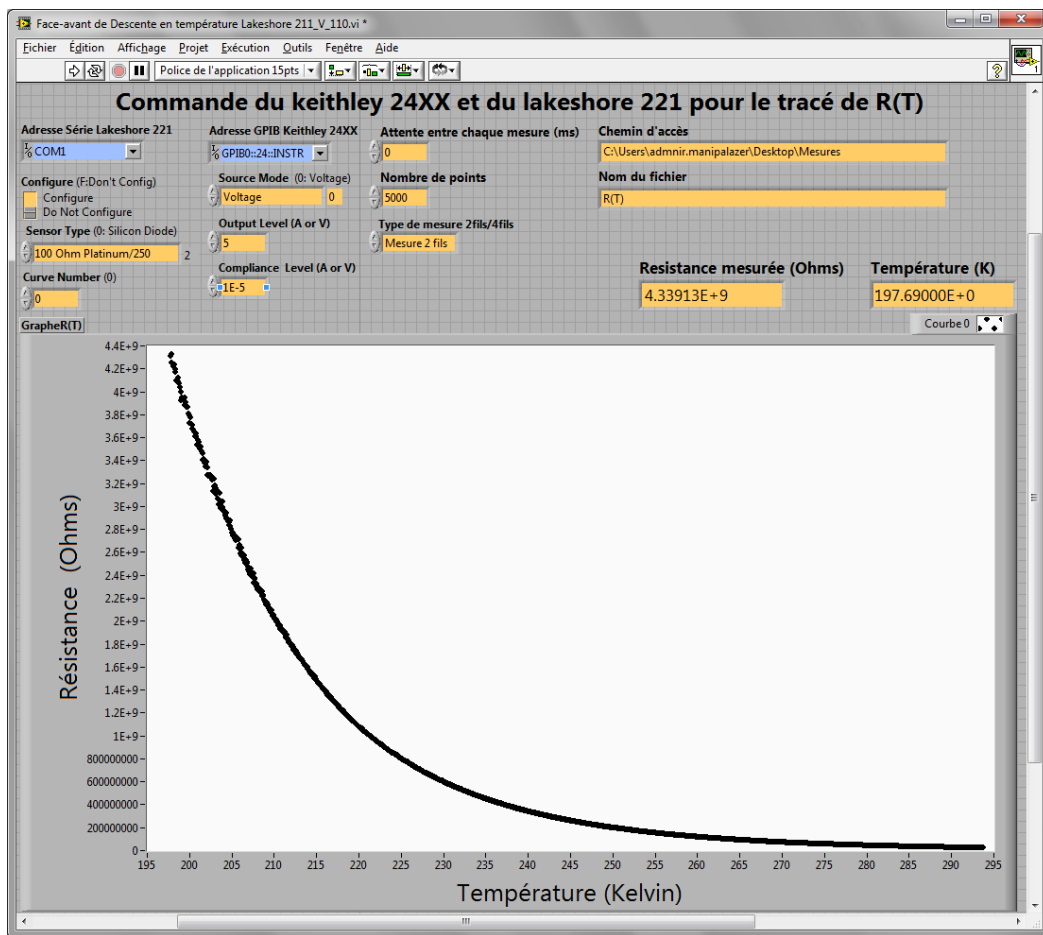 Face-avant de Descente en température Lakeshore 211_V_110.vi *
Fichier Édition Affichage Projet Exécution Outils Fenêtre Aide
Police de l'application 15pts
1
Commande du keithley 24XX et du lakeshore 221 pour le tracé de R(T)
Adresse Série Lakeshore 221 Adresse GPIB Keithley 24XX Attente entre chaque mesure (ms) Chemin d'accès
COM1 GPIB0::24::INSTR 0 C:\Users\admnir.manipalazer\Desktop\Mesures
Configure (F:Don't Config) Source Mode (0: Voltage) Nombre de points Nom du fichier
Configure Voltage 0 5000 R(T)
Do Not Configure
Sensor Type (0: Silicon Diode) Output Level (A or V) Type de mesure 2fils/4fils
100 Ohm Platinum/250 2 5 Mesure 2 fils
Curve Number (0) Compliance Level (A or V) Resistance mesurée (Ohms) Température (K)
0 1E-5 4.33913E+9 197.69000E+0
GrapheR(T) Courbe 0
4.4E+9
4.2E+9
4E+9
3.8E+9
3.6E+9
3.4E+9
3.2E+9
3E+9
2.8E+9
2.6E+9
2.4E+9
2.2E+9
2E+9
1.8E+9
1.6E+9
1.4E+9
1.2E+9
1E+9
800000000
600000000
400000000
200000000
0
Résistance (Ohms)
195 200 205 210 215 220 225 230 235 240 245 250 255 260 265 270 275 280 285 290 295
Température (Kelvin)